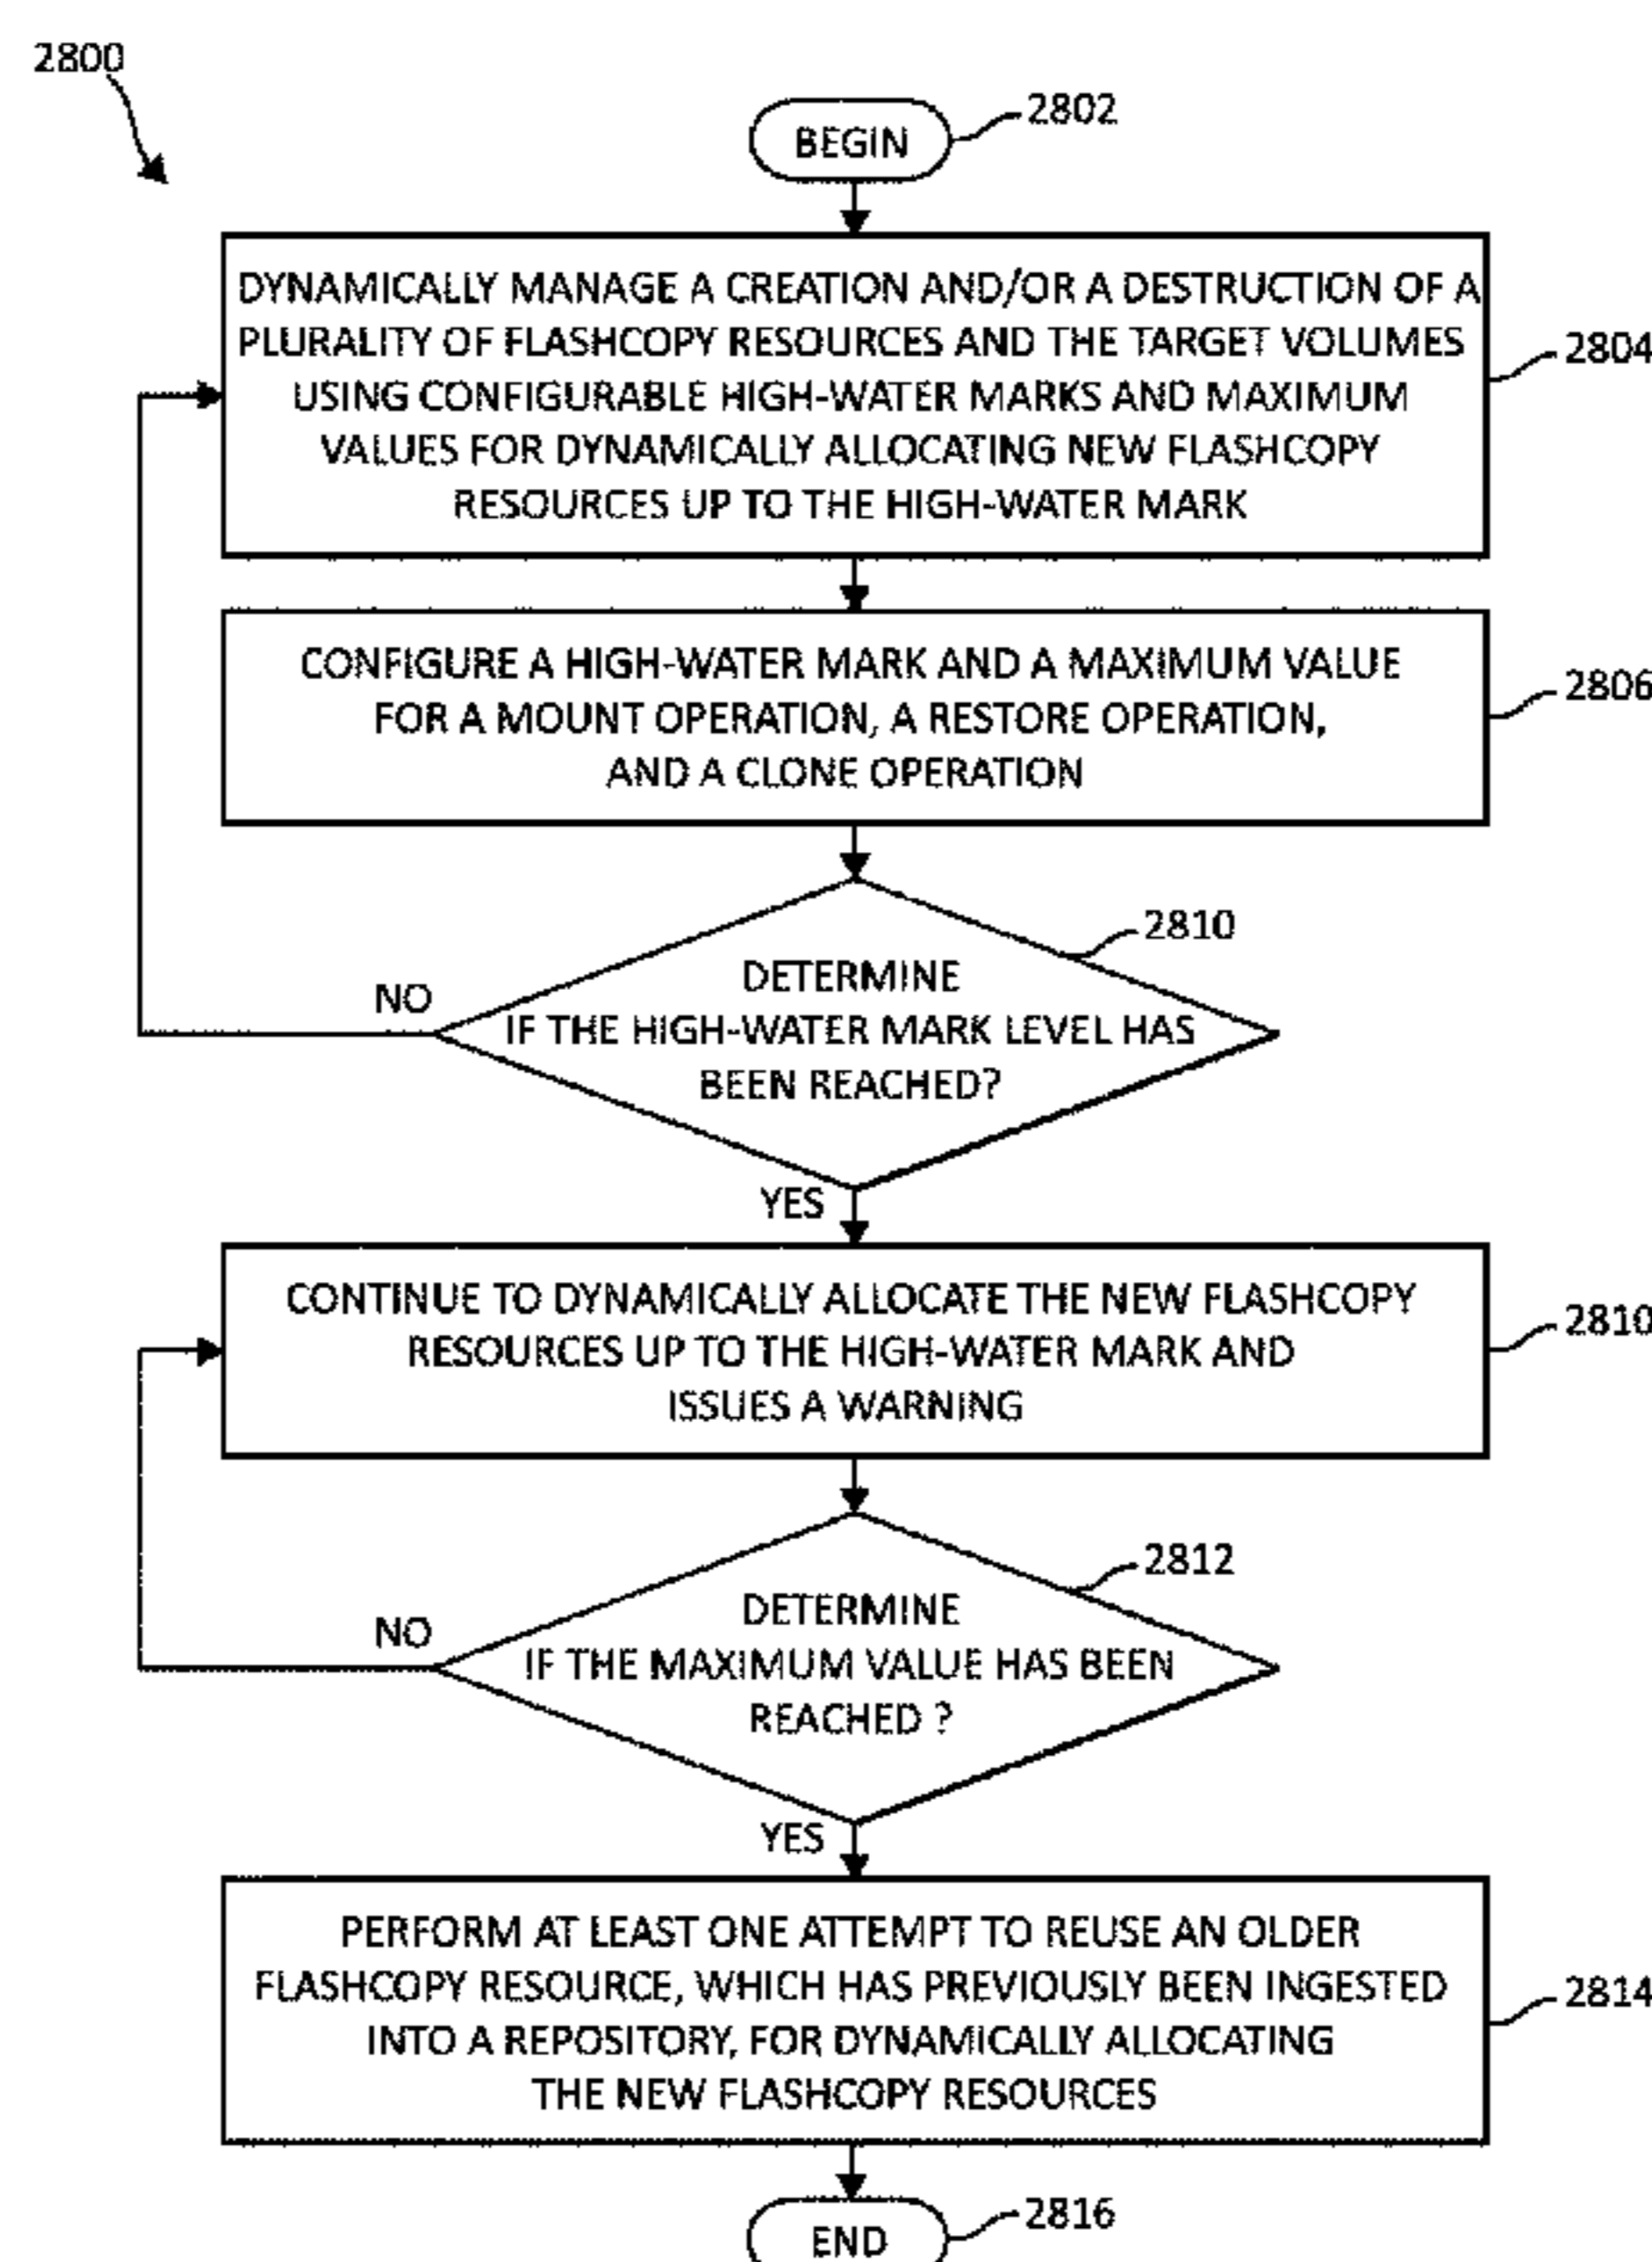 2800
BEGIN
2802
DYNAMICALLY MANAGE A CREATION AND/OR A DESTRUCTION OF A
PLURALITY OF FLASHCOPY RESOURCES AND THE TARGET VOLUMES
USING CONFIGURABLE HIGH-WATER MARKS AND MAXIMUM
VALUES FOR DYNAMICALLY ALLOCATING NEW FLASHCOPY
RESOURCES UP TO THE HIGH-WATER MARK
2804
CONFIGURE A HIGH-WATER MARK AND A MAXIMUM VALUE
FOR A MOUNT OPERATION, A RESTORE OPERATION,
AND A CLONE OPERATION
2806
2810
DETERMINE
IF THE HIGH-WATER MARK LEVEL HAS
BEEN REACHED?
NO
YES
CONTINUE TO DYNAMICALLY ALLOCATE THE NEW FLASHCOPY
RESOURCES UP TO THE HIGH-WATER MARK AND
ISSUES A WARNING
2810
2812
DETERMINE
IF THE MAXIMUM VALUE HAS BEEN
REACHED ?
NO
YES
PERFORM AT LEAST ONE ATTEMPT TO REUSE AN OLDER
FLASHCOPY RESOURCE, WHICH HAS PREVIOUSLY BEEN INGESTED
INTO A REPOSITORY, FOR DYNAMICALLY ALLOCATING
THE NEW FLASHCOPY RESOURCES
2814
END
2816